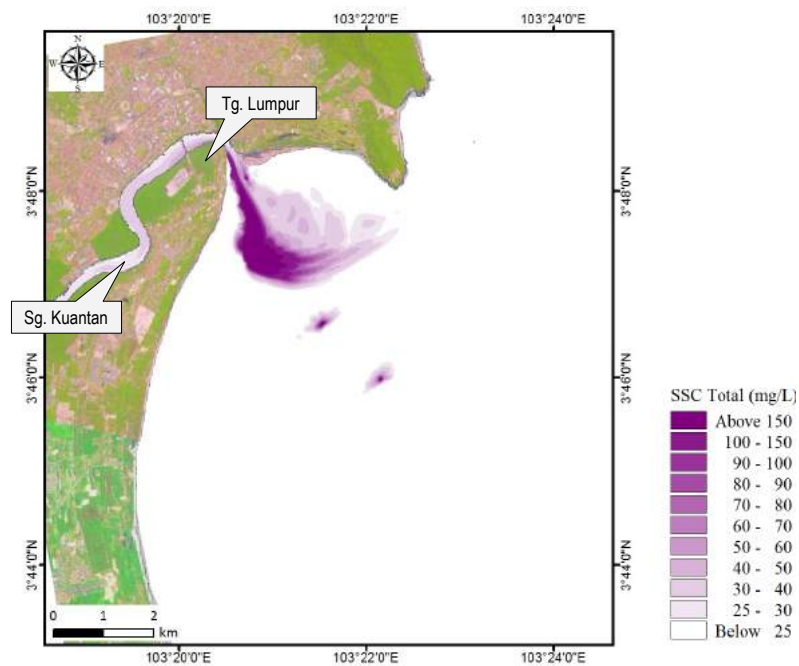 103°20'0"E 103°22'0"E 103°24'0"E
N
W E
S
Tg. Lumpur
3°48'0"N 3°48'0"N
Sg. Kuantan
3°46'0"N 3°46'0"N
SSC Total (mg/L)
Above 150
100 - 150
90 - 100
80 - 90
70 - 80
60 - 70
50 - 60
40 - 50
30 - 40
25 - 30
Below 25
3°44'0"N 3°44'0"N
0 1 2
km
103°20'0"E 103°22'0"E 103°24'0"E